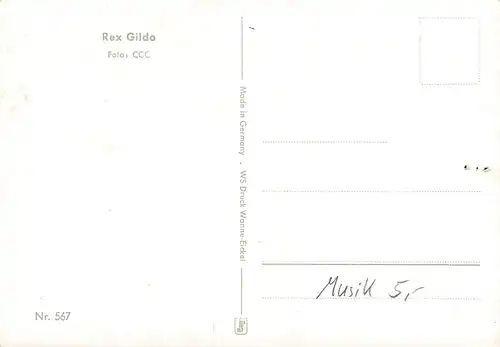 Rex Gildo
Foto: CCC
Made in Germany · WS-Druck Wanne-Eickel
Musik 5,-
Nr. 567